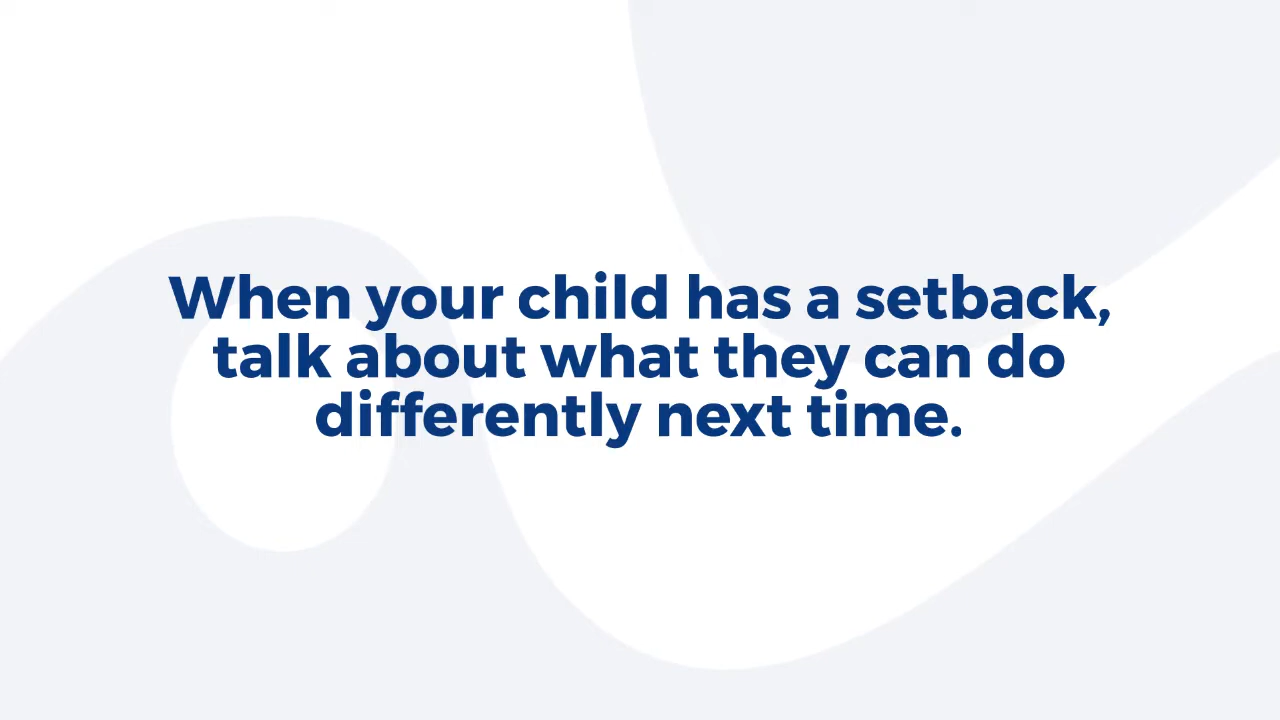 When your child has a setback,
talk about what they can do
differently next time.